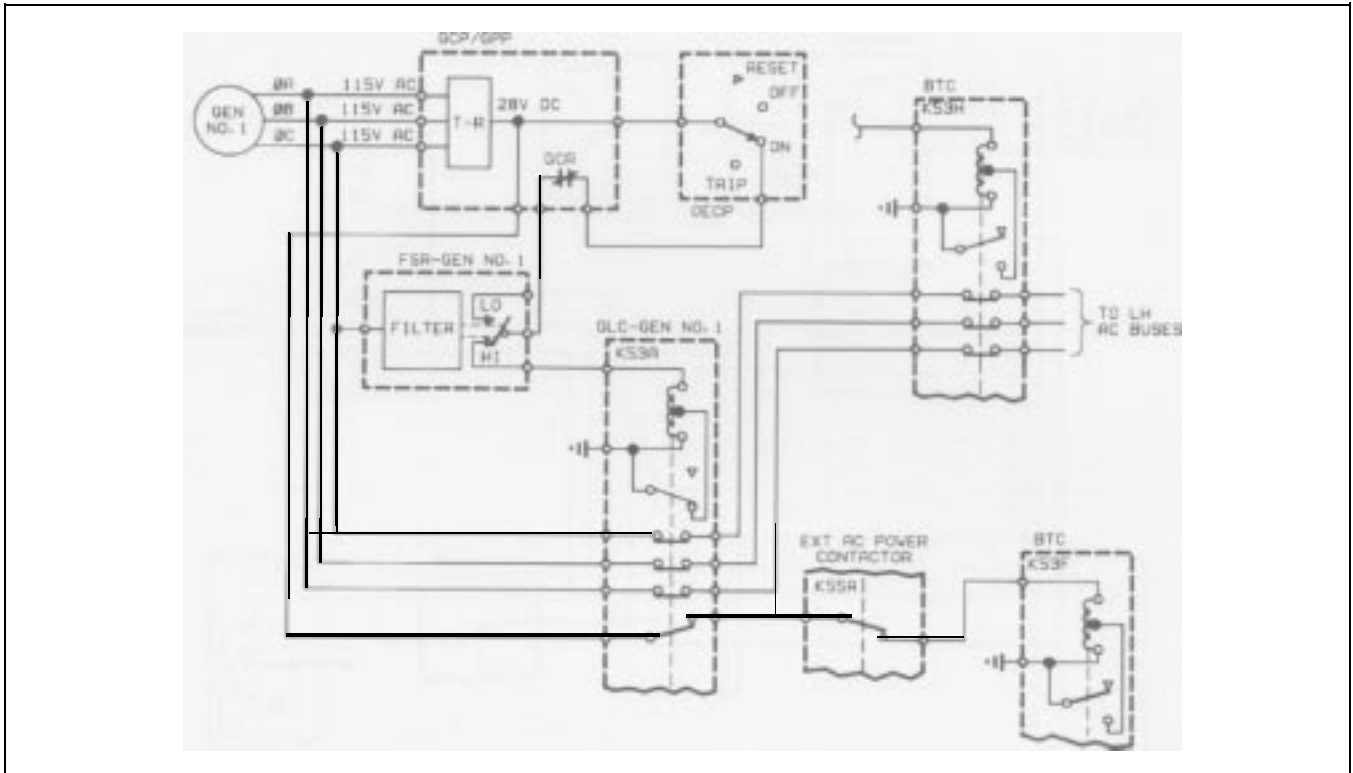 GCP/GPP
ØA 115V AC
GEN NO. 1
ØB 115V AC
ØC 115V AC
T-R
28V DC
GCR
RESET
OFF
ON
TRIP
OECP
BTC
K53H
FSR-GEN NO. 1
FILTER
LO
HI
GLC-GEN NO. 1
K53A
TO LH
AC BUSES
EXT AC POWER
CONTACTOR
K55A
BTC
K53F